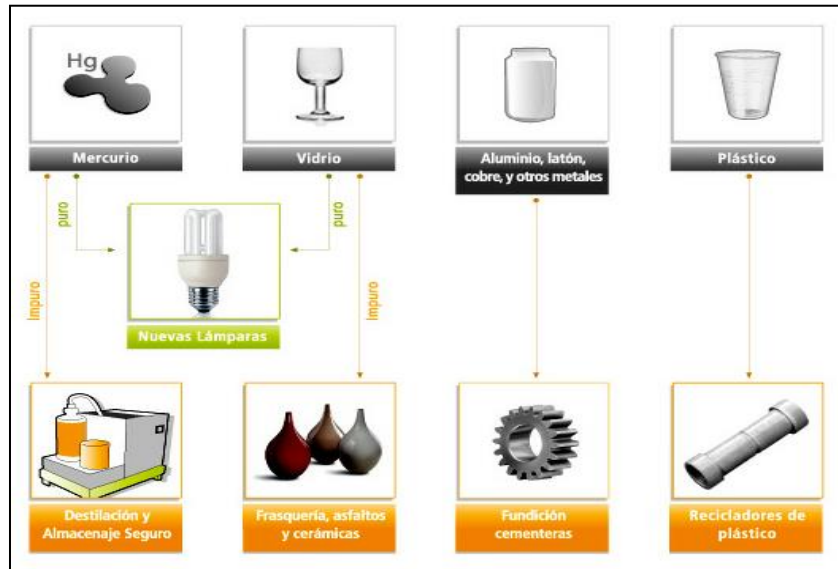 Hg
Mercurio
Vidrio
Aluminio, latón,
cobre, y otros metales
Plástico
puro
puro
Impuro
Impuro
Nuevas Lámparas
Destilación y
Almacenaje Seguro
Frasquería, asfaltos
y cerámicas
Fundición
cementeras
Recicladores de
plástico